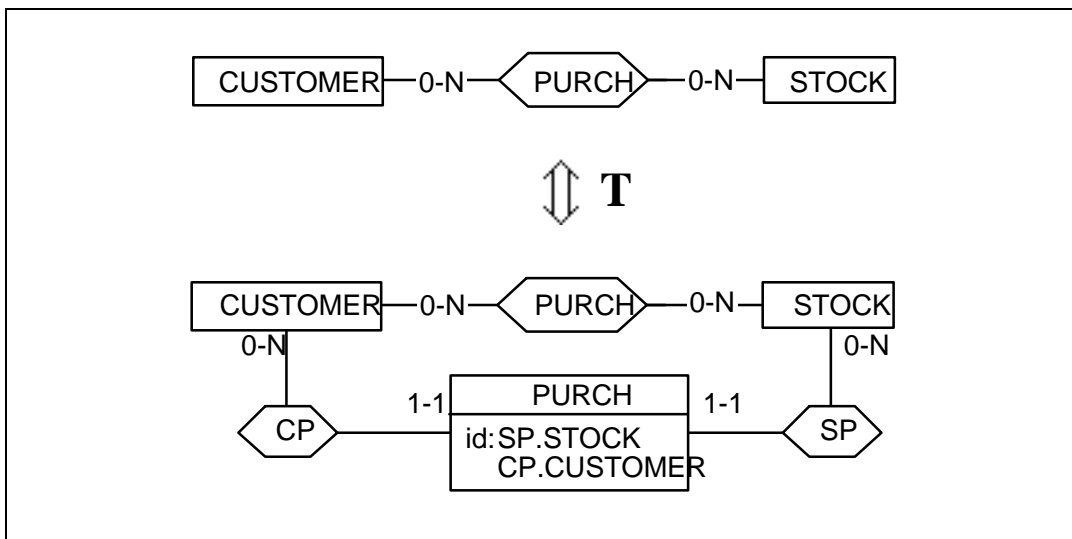 CUSTOMER 0-N PURCH 0-N STOCK
T
CUSTOMER 0-N PURCH 0-N STOCK
0-N 0-N
1-1 PURCH 1-1
CP id: SP.STOCK SP
CP.CUSTOMER